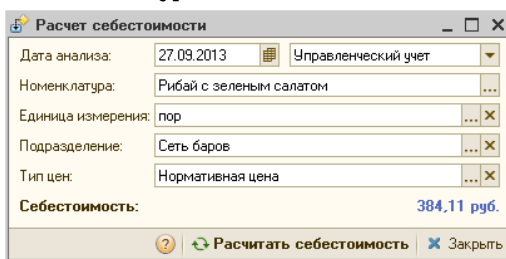 Расчет себестоимости
Дата анализа: 27.09.2013 Управленческий учет
Номенклатура: Рибай с зеленым салатом ...
Единица измерения: пор ... ×
Подразделение: Сеть баров ... ×
Тип цен: Нормативная цена ... ×
Себестоимость: 384,11 руб.
? Расчитать себестоимость Закрыть